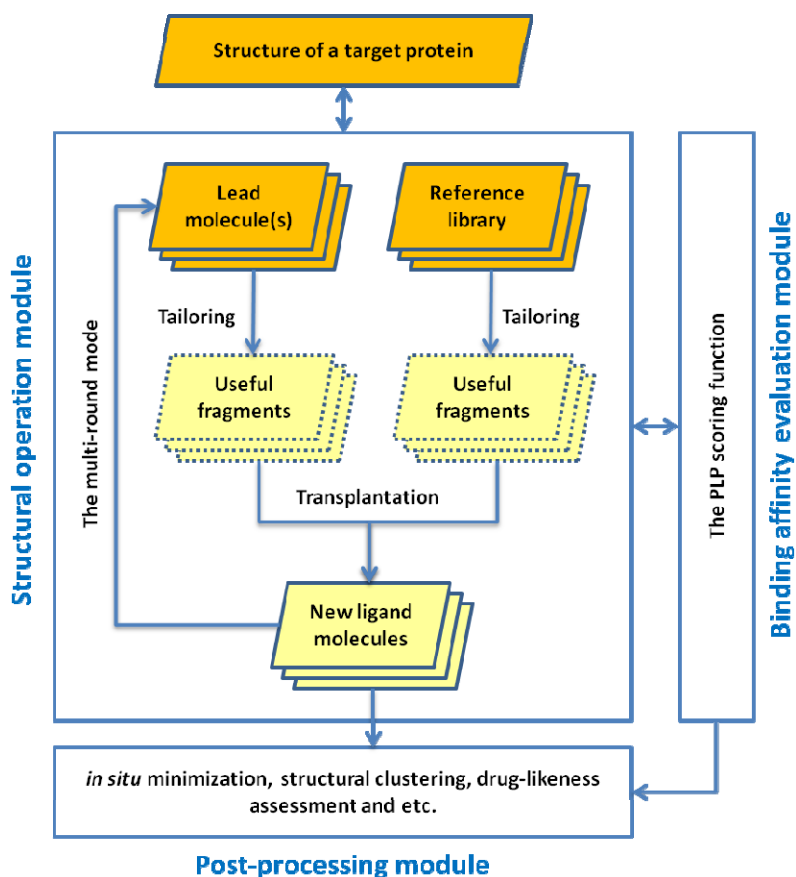 Structure of a target protein
Structural operation module
The multi-round mode
Lead
molecule(s)
Reference
library
Tailoring
Tailoring
Useful
fragments
Useful
fragments
Transplantation
New ligand
molecules
The PLP scoring function
Binding affinity evaluation module
in situ minimization, structural clustering, drug-likeness
assessment and etc.
Post-processing module